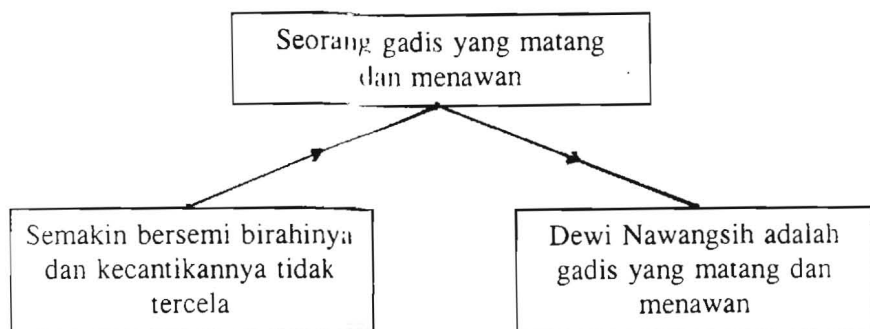 Seorang gadis yang matang
dan menawan
Semakin bersemi birahinya
dan kecantikannya tidak
tercela
Dewi Nawangsih adalah
gadis yang matang dan
menawan